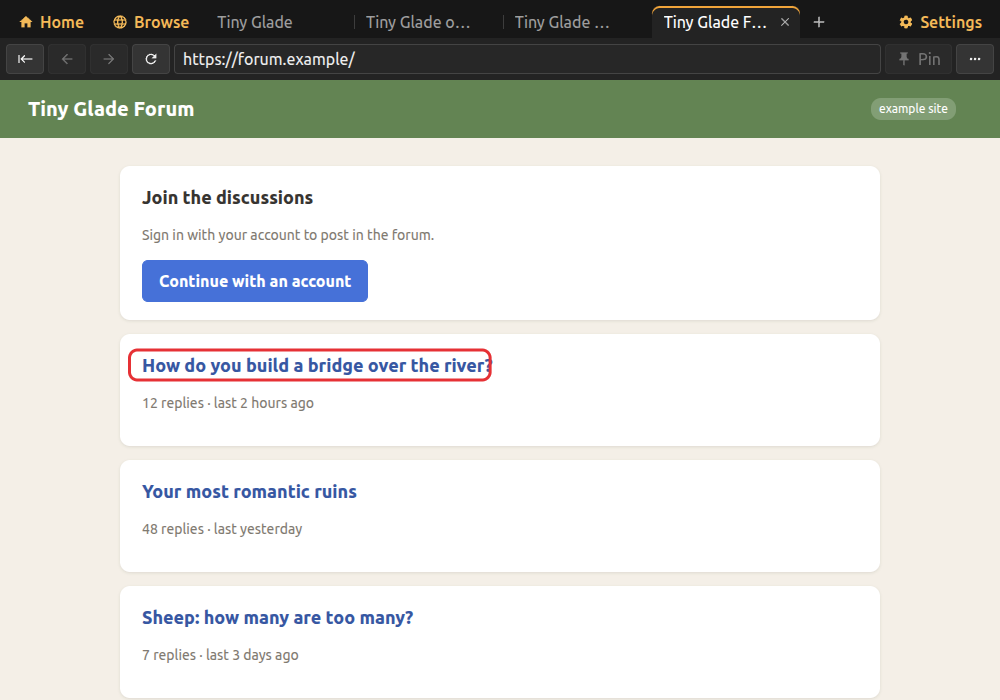 Home Browse Tiny Glade Tiny Glade o... Tiny Glade ... Tiny Glade F... Settings
https://forum.example/ Pin
Tiny Glade Forum example site
Join the discussions
Sign in with your account to post in the forum.
Continue with an account
How do you build a bridge over the river?
12 replies · last 2 hours ago
Your most romantic ruins
48 replies · last yesterday
Sheep: how many are too many?
7 replies · last 3 days ago